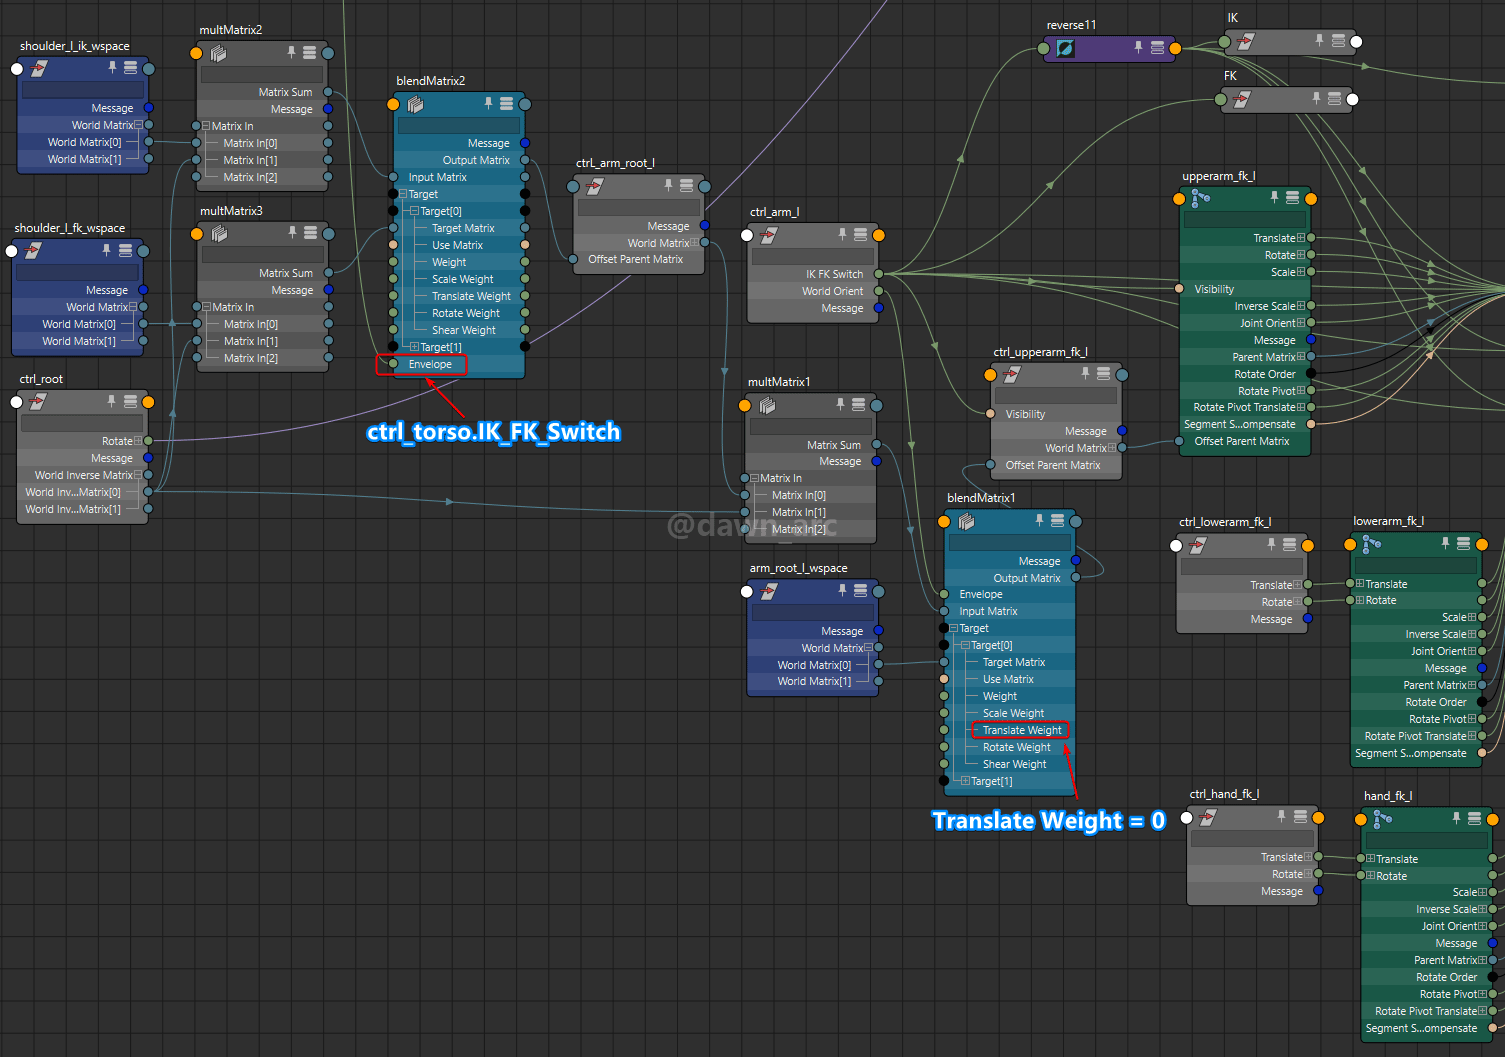 shoulder_l_ik_wspace
Message
World Matrix
World Matrix[0]
World Matrix[1]
multMatrix2
Matrix Sum
Message
Matrix In
Matrix In[0]
Matrix In[1]
Matrix In[2]
shoulder_l_fk_wspace
Message
World Matrix
World Matrix[0]
World Matrix[1]
multMatrix3
Matrix Sum
Message
Matrix In
Matrix In[0]
Matrix In[1]
Matrix In[2]
ctrl_root
Rotate
Message
World Inverse Matrix
World Inv...Matrix[0]
World Inv...Matrix[1]
blendMatrix2
Message
Output Matrix
Input Matrix
Target
Target[0]
Target Matrix
Use Matrix
Weight
Scale Weight
Translate Weight
Rotate Weight
Shear Weight
Target[1]
Envelope
ctrl_torso.IK_FK_Switch
ctrl_arm_root_l
Message
World Matrix
Offset Parent Matrix
ctrl_arm_l
IK FK Switch
World Orient
Message
multMatrix1
Matrix Sum
Message
Matrix In
Matrix In[0]
Matrix In[1]
Matrix In[2]
@dawn_arc
arm_root_l_wspace
Message
World Matrix
World Matrix[0]
World Matrix[1]
reverse11
IK
FK
ctrl_upperarm_fk_l
Visibility
Message
World Matrix
Offset Parent Matrix
blendMatrix1
Message
Output Matrix
Envelope
Input Matrix
Target
Target[0]
Target Matrix
Use Matrix
Weight
Scale Weight
Translate Weight
Rotate Weight
Shear Weight
Target[1]
Translate Weight = 0
upperarm_fk_l
Translate
Rotate
Scale
Visibility
Inverse Scale
Joint Orient
Message
Parent Matrix
Rotate Order
Rotate Pivot
Rotate Pivot Translate
Segment S...ompensate
Offset Parent Matrix
ctrl_lowerarm_fk_l
Translate
Rotate
Message
lowerarm_fk_l
Translate
Rotate
Scale
Inverse Scale
Joint Orient
Message
Parent Matrix
Rotate Order
Rotate Pivot
Rotate Pivot Translate
Segment S...ompensate
ctrl_hand_fk_l
Translate
Rotate
Message
hand_fk_l
Translate
Rotate
Scale
Inverse Scale
Joint Orient
Message
Parent Matrix
Rotate Order
Rotate Pivot
Rotate Pivot Translate
Segment S...ompensate